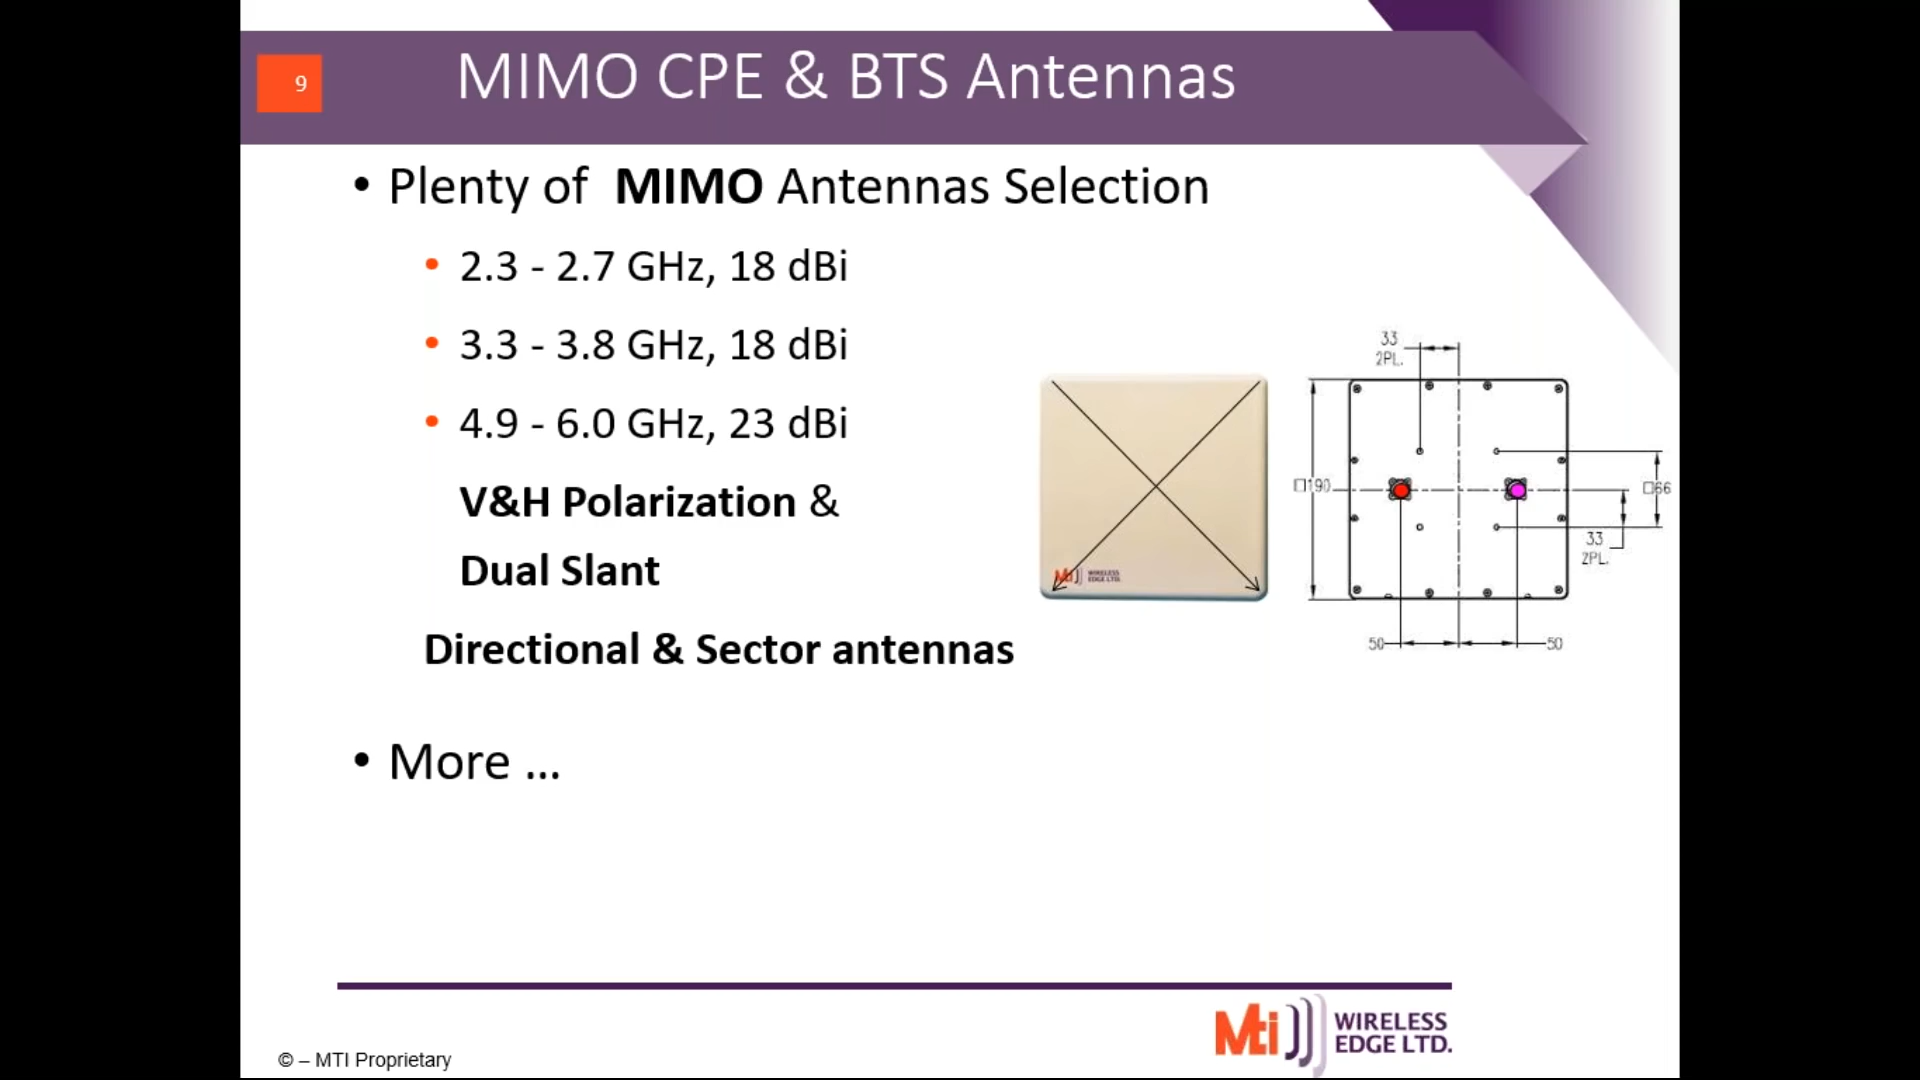 9
MIMO CPE & BTS Antennas
• Plenty of MIMO Antennas Selection
• 2.3 - 2.7 GHz, 18 dBi
• 3.3 - 3.8 GHz, 18 dBi
• 4.9 - 6.0 GHz, 23 dBi
V&H Polarization &
Dual Slant
Directional & Sector antennas
• More ...
Mti WIRELESS
EDGE LTD.
33
2PL.
□190
□66
33
2PL.
50
50
Mti WIRELESS
EDGE LTD.
© – MTI Proprietary